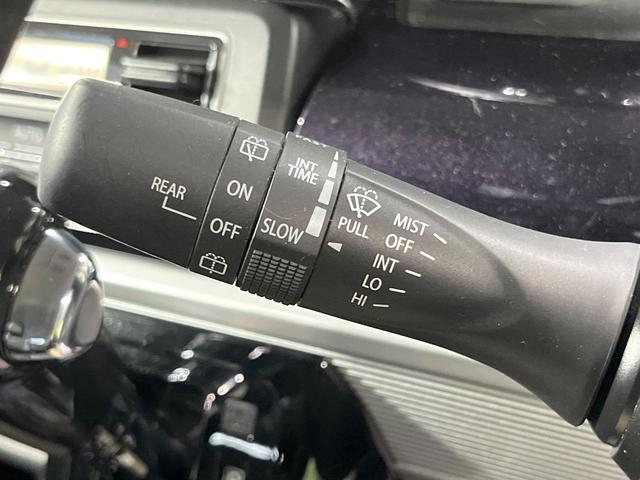 REAR
ON
OFF
INT
TIME
SLOW
PULL
MIST
OFF
INT
LO
HI